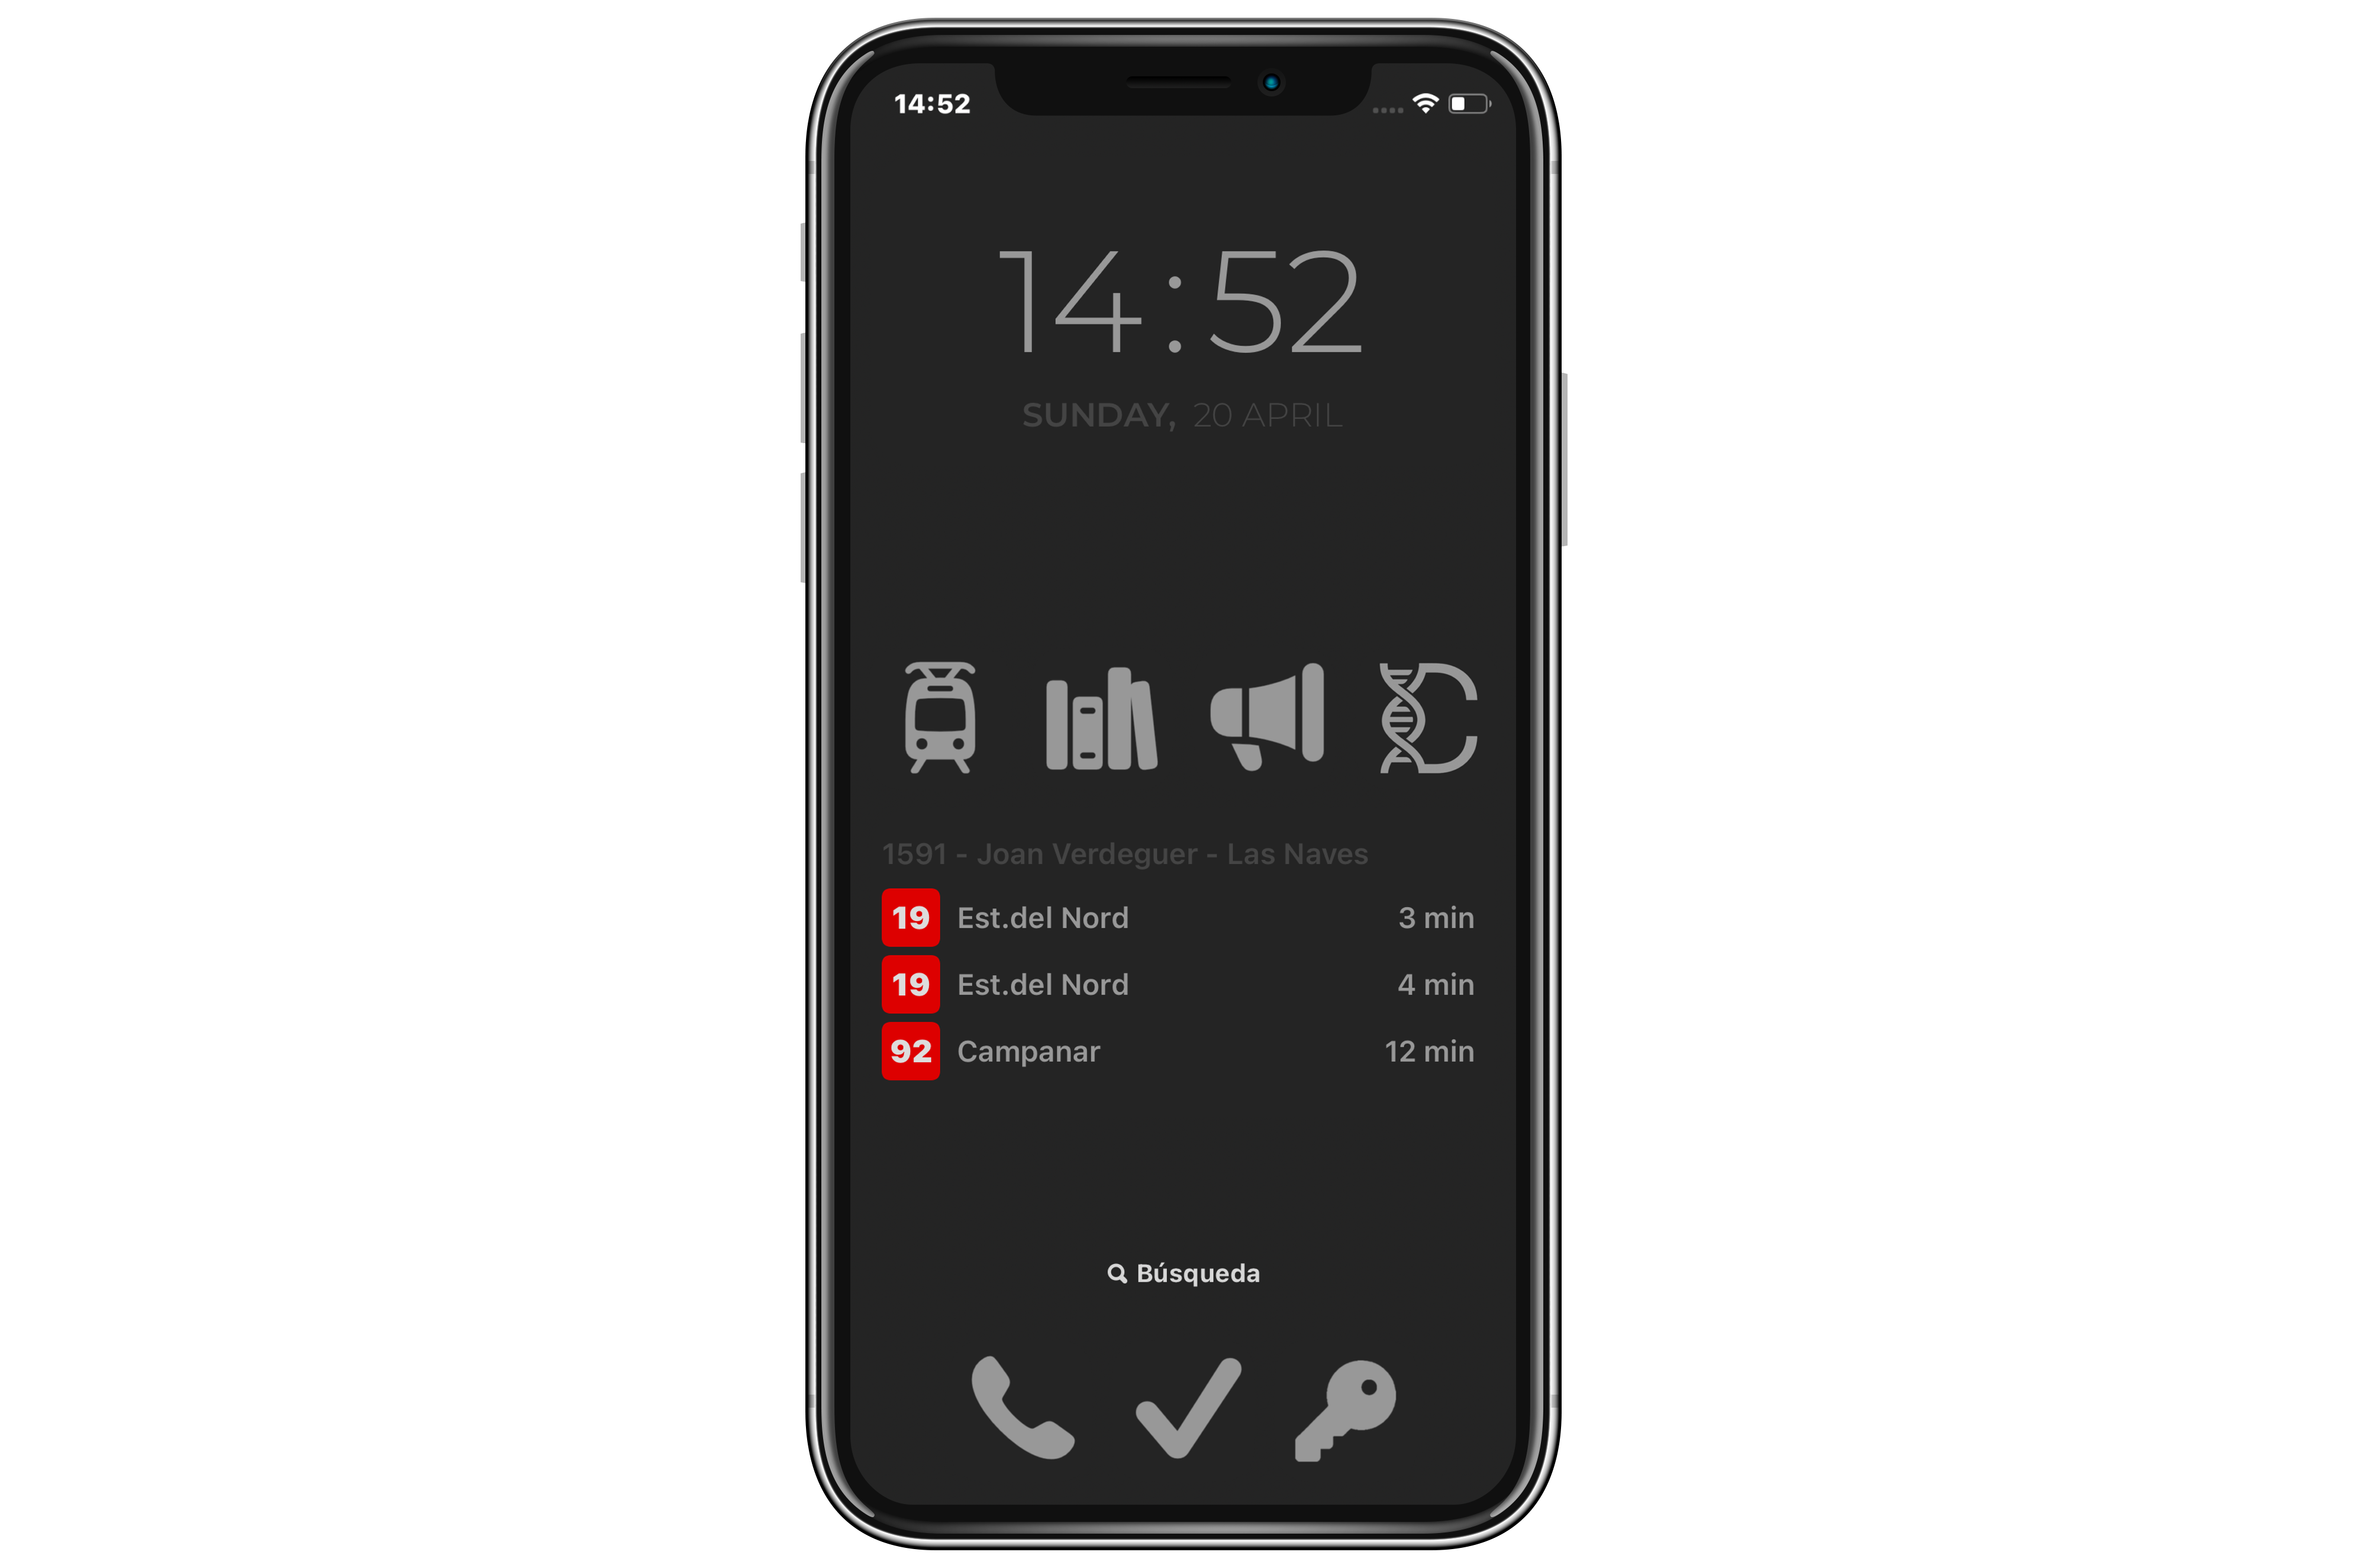 14:52
14:52
SUNDAY, 20 APRIL
1591 - Joan Verdeguer - Las Naves
19 Est.del Nord 3 min
19 Est.del Nord 4 min
92 Campanar 12 min
Búsqueda